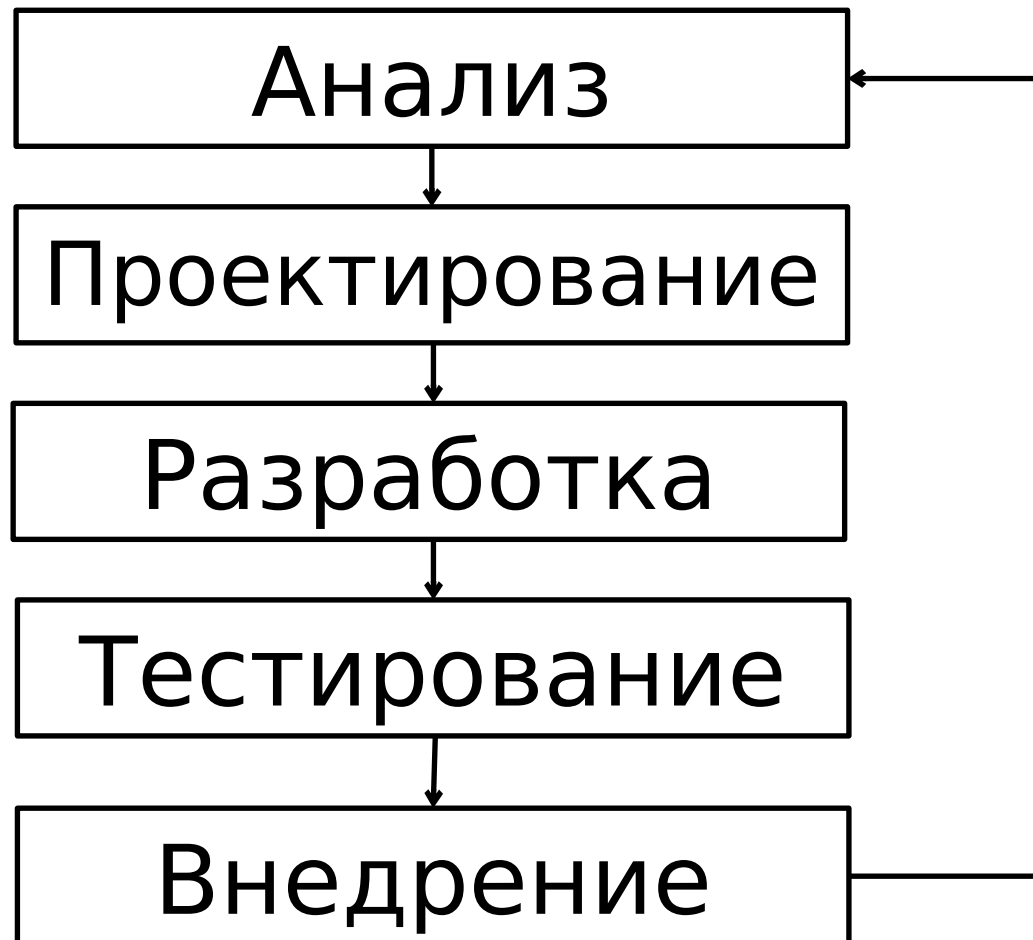 Анализ
Проектирование
Разработка
Тестирование
Внедрение